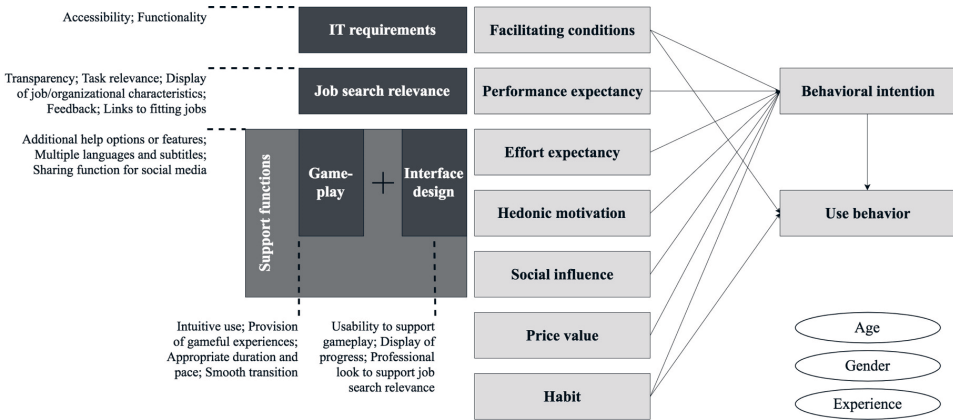 Accessibility; Functionality
IT requirements
Facilitating conditions
Transparency; Task relevance; Display
of job/organizational characteristics;
Feedback; Links to fitting jobs
Job search relevance
Performance expectancy
Behavioral intention
Additional help options or features;
Multiple languages and subtitles;
Sharing function for social media
Support functions
Game-
play
+
Interface
design
Effort expectancy
Hedonic motivation
Use behavior
Social influence
Intuitive use; Provision
of gameful experiences;
Appropriate duration and
pace; Smooth transition
Usability to support
gameplay; Display of
progress; Professional
look to support job
search relevance
Price value
Habit
Age
Gender
Experience